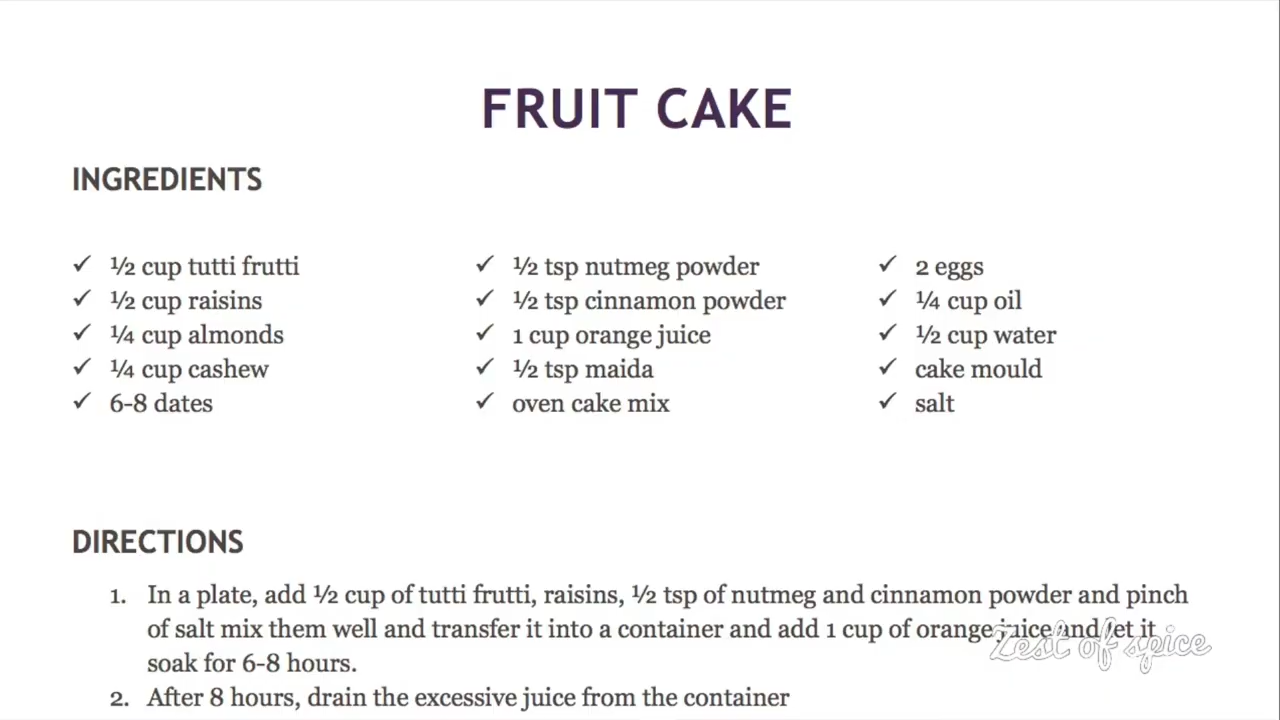 FRUIT CAKE
INGREDIENTS
✓ ½ cup tutti frutti
✓ ½ cup raisins
✓ ¼ cup almonds
✓ ¼ cup cashew
✓ 6-8 dates
✓ ½ tsp nutmeg powder
✓ ½ tsp cinnamon powder
✓ 1 cup orange juice
✓ ½ tsp maida
✓ oven cake mix
✓ 2 eggs
✓ ¼ cup oil
✓ ½ cup water
✓ cake mould
✓ salt
DIRECTIONS
1. In a plate, add ½ cup of tutti frutti, raisins, ½ tsp of nutmeg and cinnamon powder and pinch
of salt mix them well and transfer it into a container and add 1 cup of orange juice and let it
soak for 6-8 hours.
2. After 8 hours, drain the excessive juice from the container
Zest of spice